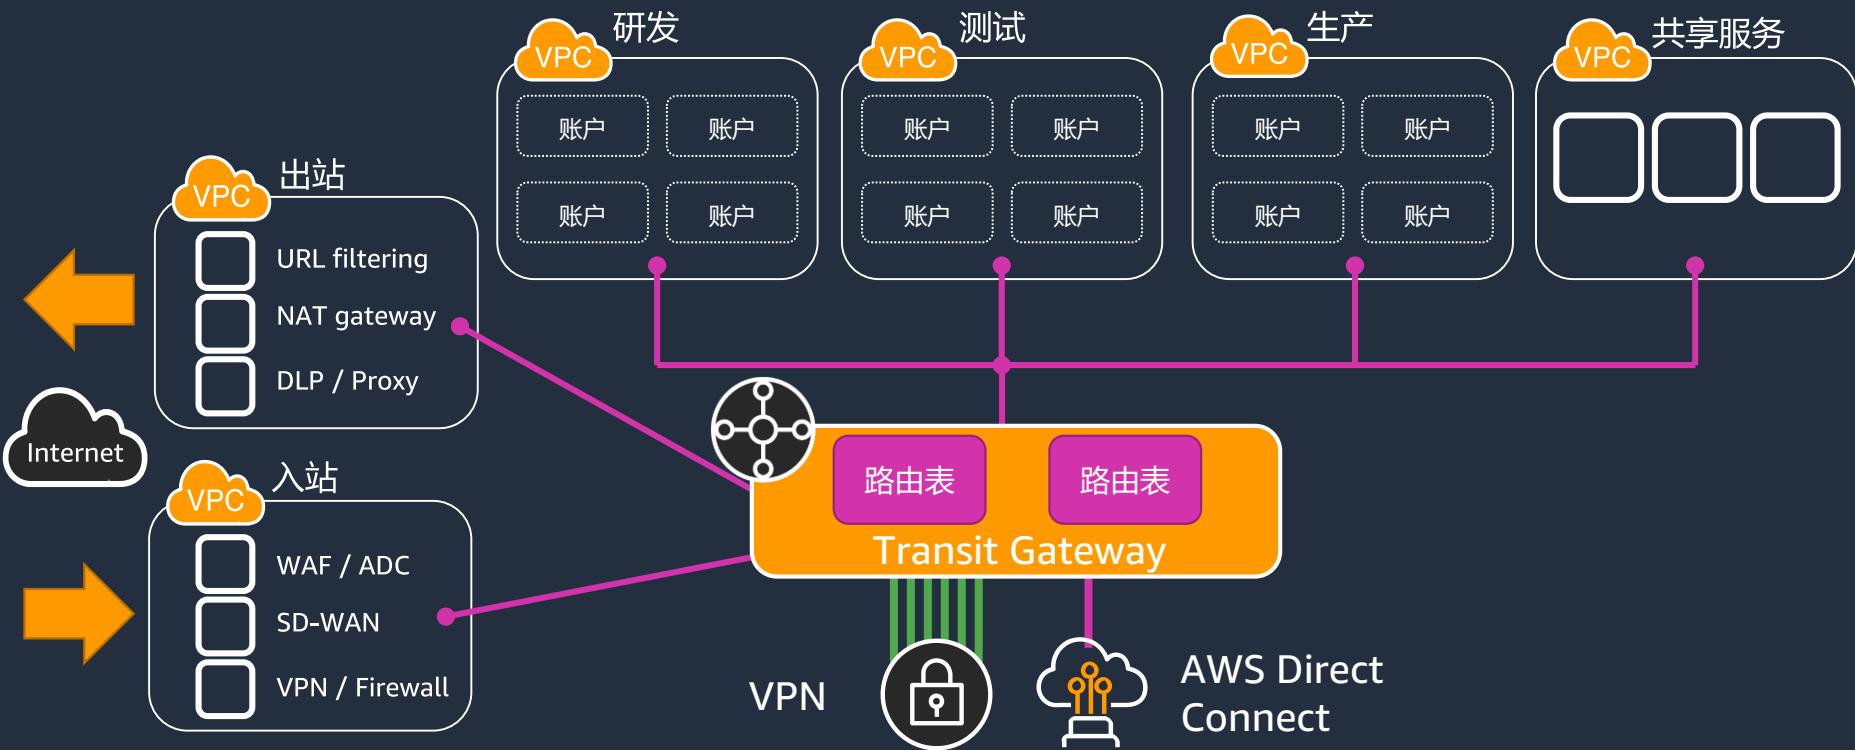 VPC
研发
账户
账户
账户
账户
VPC
测试
账户
账户
账户
账户
VPC
生产
账户
账户
账户
账户
VPC
共享服务
VPC
出站
URL filtering
NAT gateway
DLP / Proxy
Internet
VPC
入站
WAF / ADC
SD-WAN
VPN / Firewall
路由表
路由表
Transit Gateway
VPN
AWS Direct
Connect